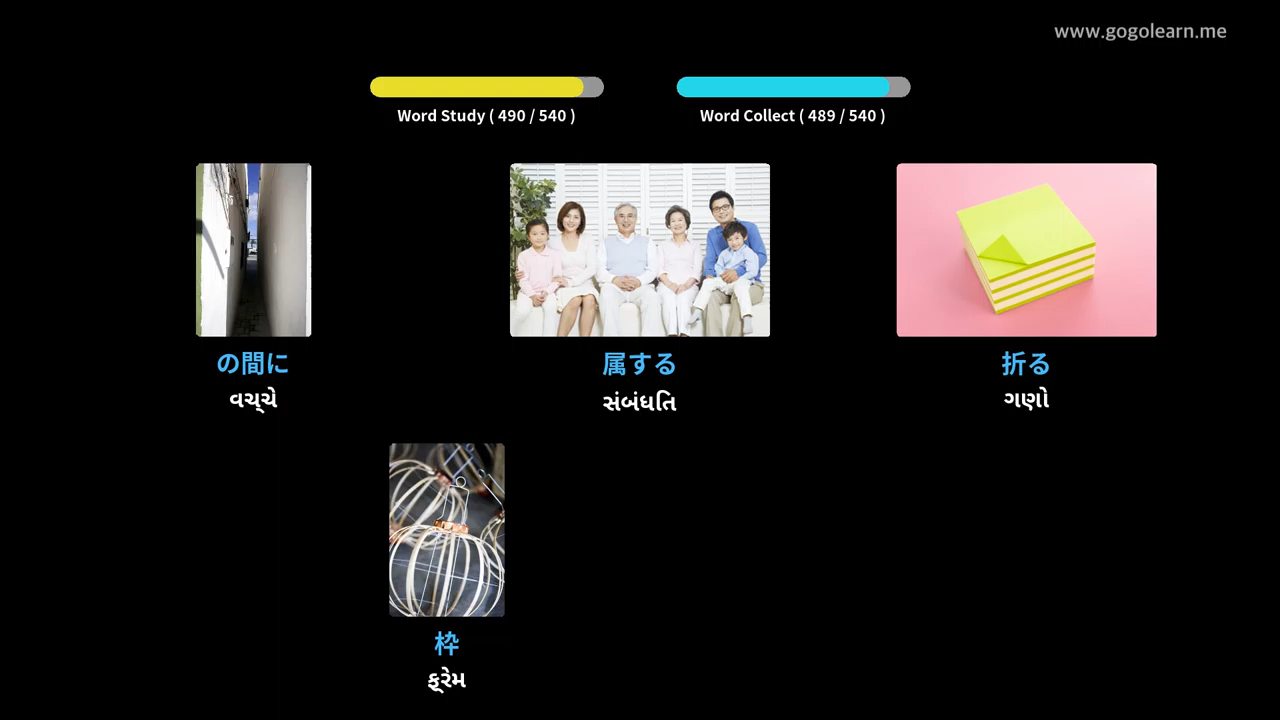 www.gogolearn.me
Word Study ( 490 / 540 )
Word Collect ( 489 / 540 )
の間に
વચ્ચે
属する
સંબંધતિ
折る
ગણો
枠
ફ્રેમ